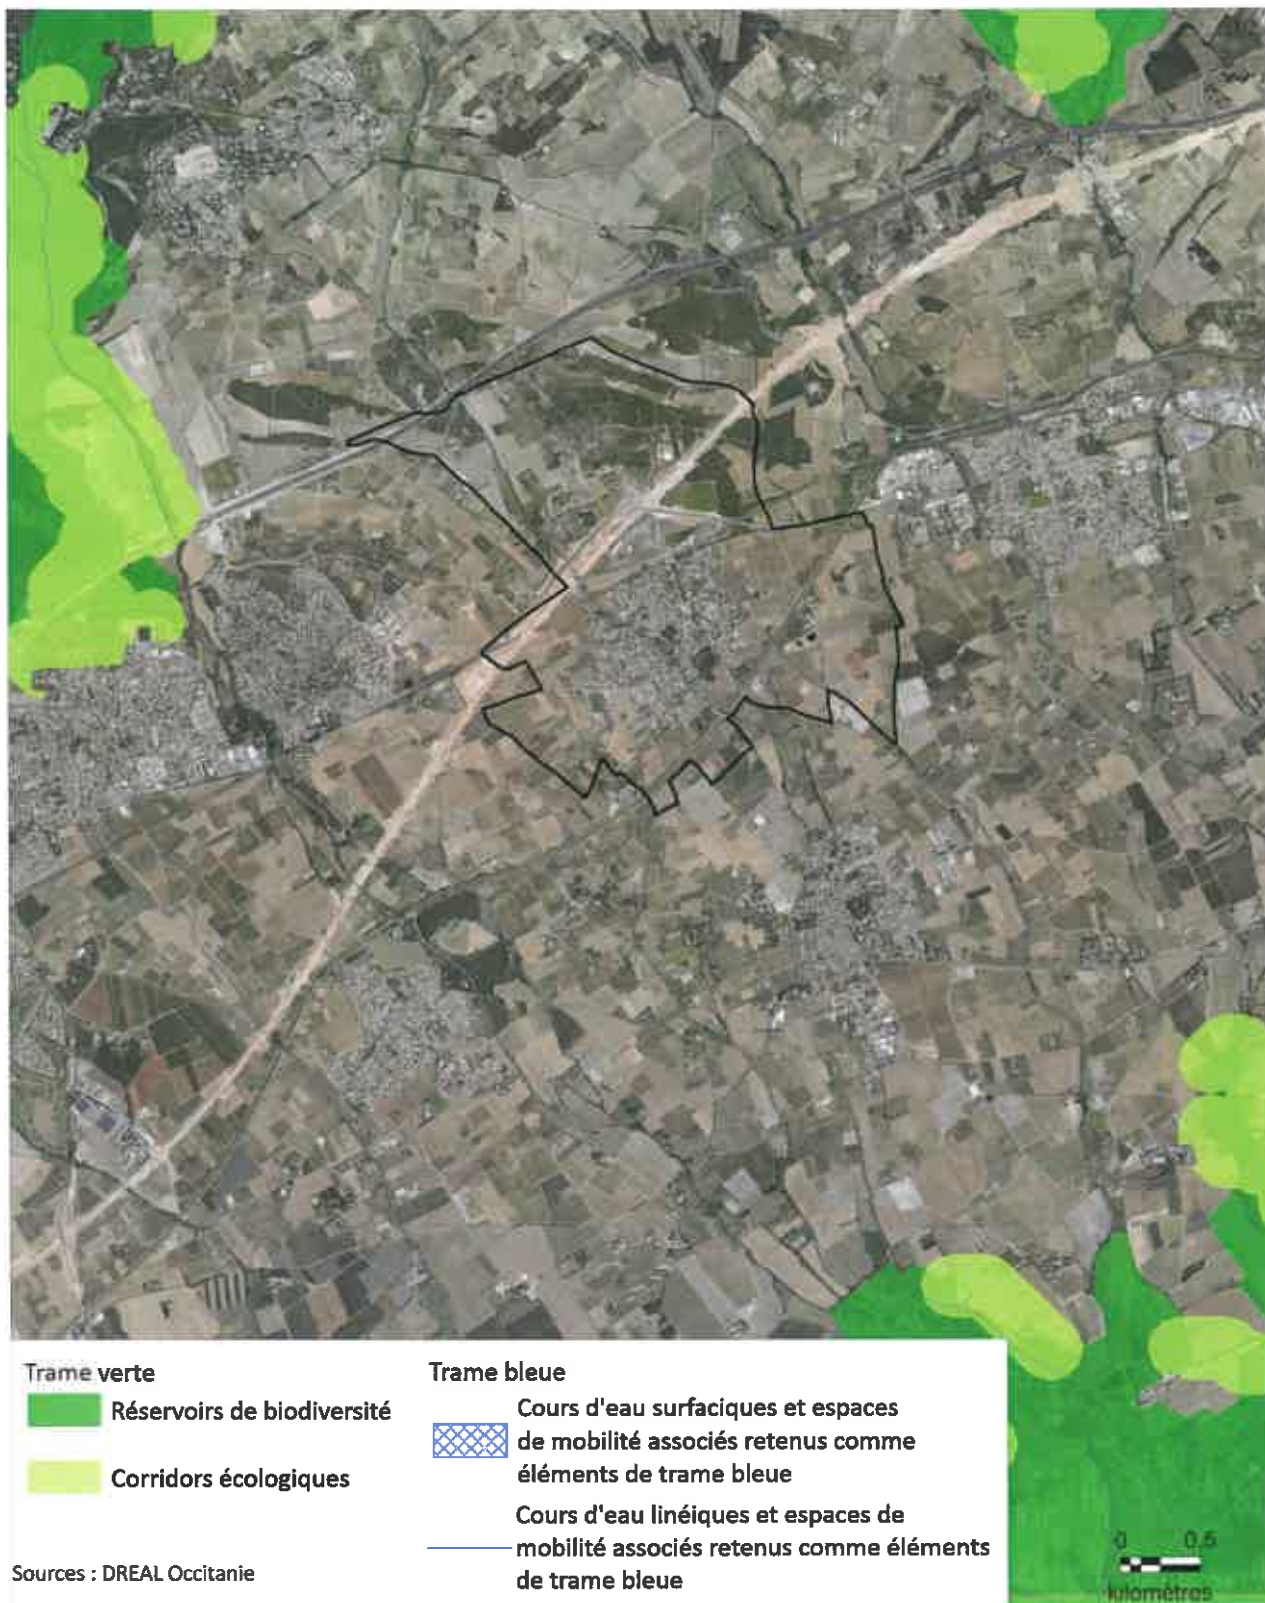 Trame verte
Réservoirs de biodiversité
Corridors écologiques
Sources : DREAL Occitanie
Trame bleue
Cours d'eau surfaciques et espaces
de mobilité associés retenus comme
éléments de trame bleue
Cours d'eau linéiques et espaces de
mobilité associés retenus comme éléments
de trame bleue
0 0.5
kilomètres